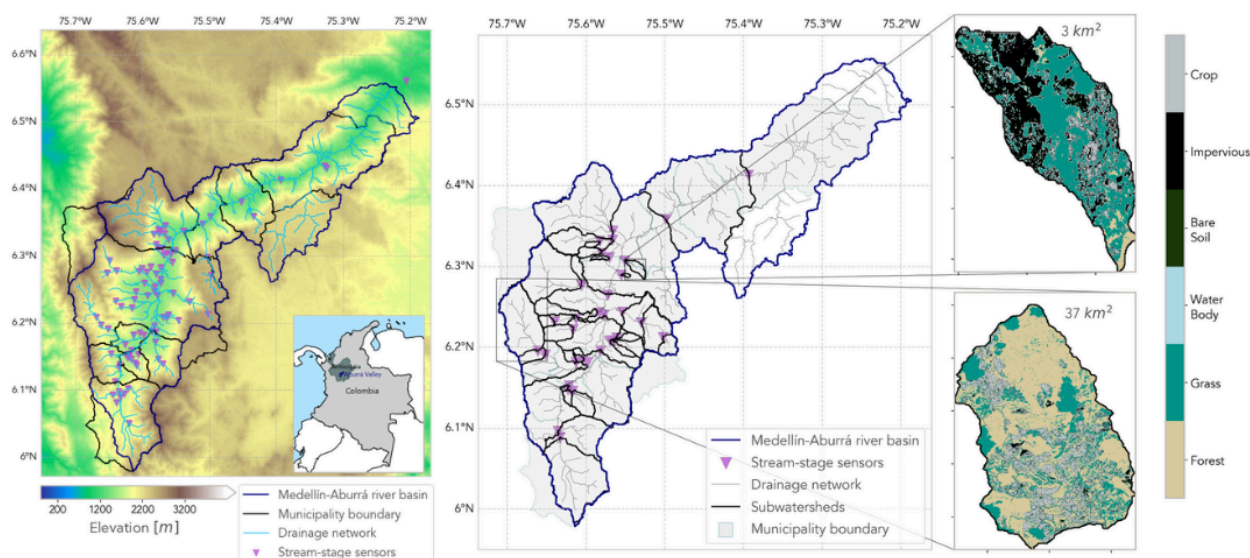 75.7°W 75.6°W 75.5°W 75.4°W 75.3°W 75.2°W
6.6°N
6.5°N
6.4°N
6.3°N
6.2°N
6.1°N
6°N
Colombia
200 1200 2200 3200
Elevation [m]
Medellín-Aburrá river basin
Municipality boundary
Drainage network
Stream-stage sensors
75.7°W 75.6°W 75.5°W 75.4°W 75.3°W 75.2°W
6.5°N
6.4°N
6.3°N
6.2°N
6.1°N
6°N
Medellín-Aburrá river basin
Stream-stage sensors
Drainage network
Subwatersheds
Municipality boundary
3 km²
37 km²
Crop
Impervious
Bare
Soil
Water
Body
Grass
Forest